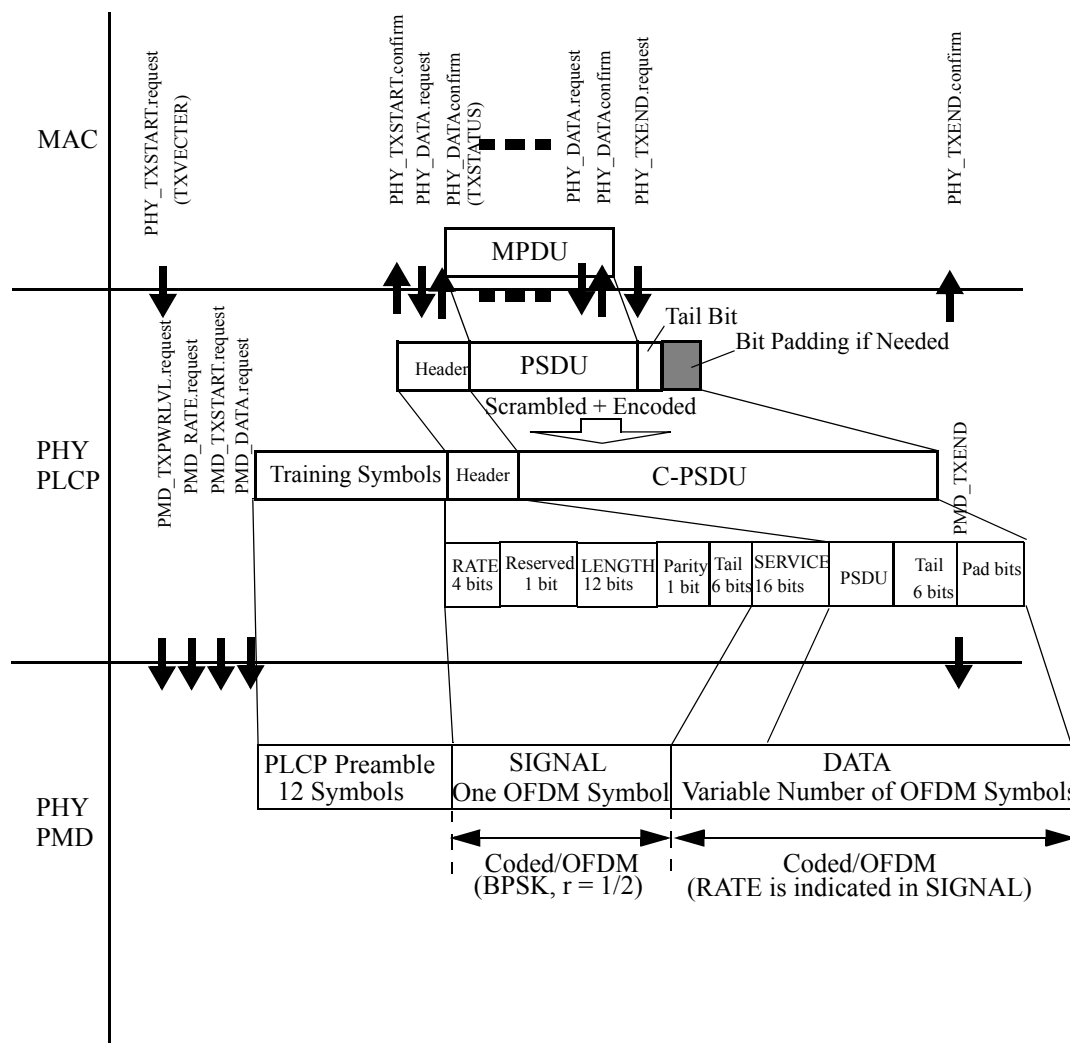 MAC
PHY_TXSTART.request
(TXVECTER)
PHY_TXSTART.confirm
PHY_DATA.request
PHY_DATAconfirm
(TXSTATUS)
PHY_DATA.request
PHY_DATAconfirm
PHY_TXEND.request
PHY_TXEND.confirm
MPDU
PHY
PLCP
PMD_TXPWRLVL.request
PMD_RATE.request
PMD_TXSTART.request
PMD_DATA.request
Tail Bit
Bit Padding if Needed
Header
PSDU
Scrambled + Encoded
Training Symbols
Header
C-PSDU
PMD_TXEND
RATE
4 bits
Reserved
1 bit
LENGTH
12 bits
Parity
1 bit
Tail
6 bits
SERVICE
16 bits
PSDU
Tail
6 bits
Pad bits
PHY
PMD
PLCP Preamble
12 Symbols
SIGNAL
One OFDM Symbol
DATA
Variable Number of OFDM Symbols
Coded/OFDM
(BPSK, r = 1/2)
Coded/OFDM
(RATE is indicated in SIGNAL)